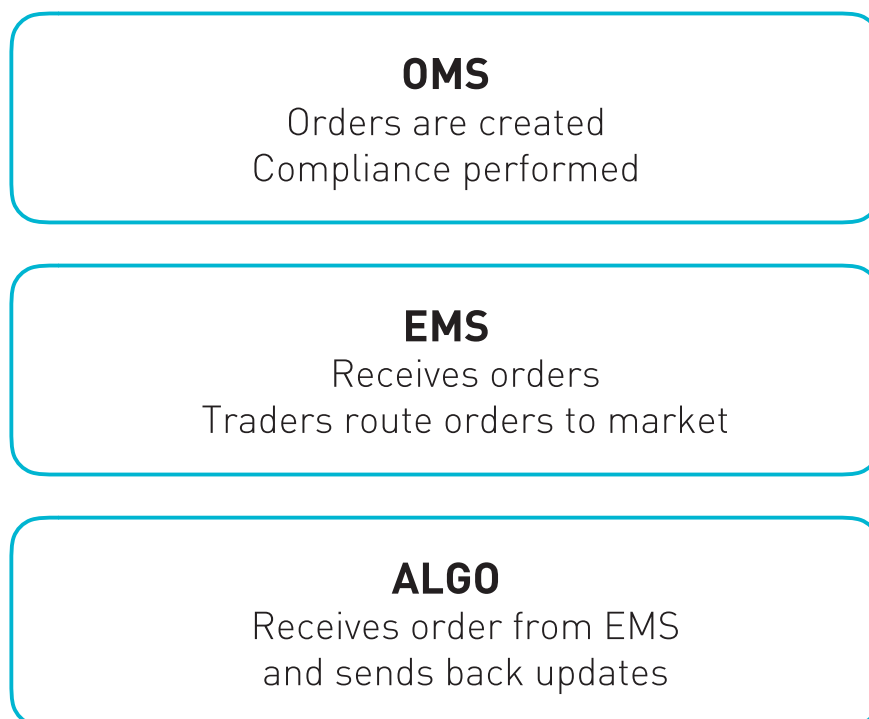 OMS
Orders are created
Compliance performed
EMS
Receives orders
Traders route orders to market
ALGO
Receives order from EMS
and sends back updates